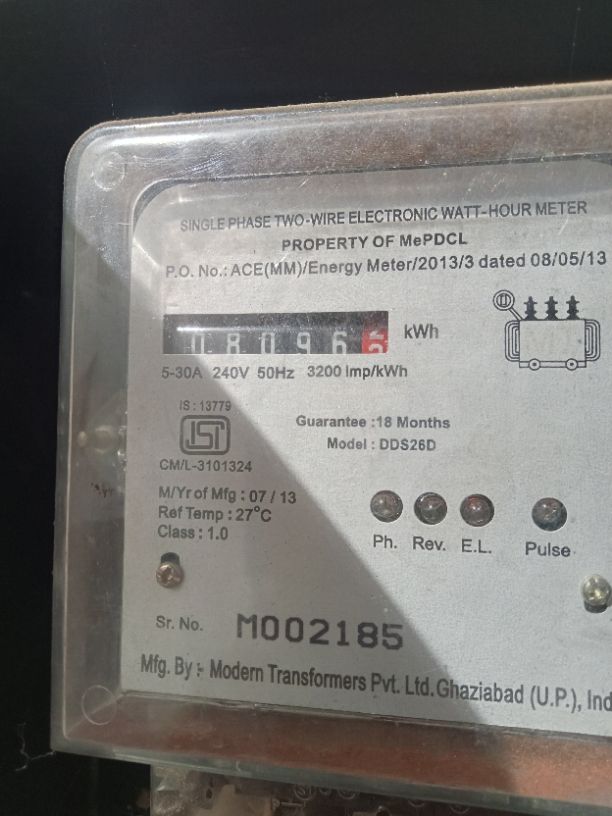 SINGLE PHASE TWO-WIRE ELECTRONIC WATT-HOUR METER
PROPERTY OF MePDCL
P.O. No.: ACE(MM)/Energy Meter/2013/3 dated 08/05/13
08096 kWh
5-30A 240V 50Hz 3200 imp/kWh
IS : 13779
ISI
CM/L-3101324
Guarantee :18 Months
Model : DDS26D
M/Yr of Mfg : 07 / 13
Ref Temp : 27°C
Class : 1.0
Ph. Rev. E.L. Pulse
Sr. No. M002185
Mfg. By :- Modern Transformers Pvt. Ltd.Ghaziabad (U.P.), Ind